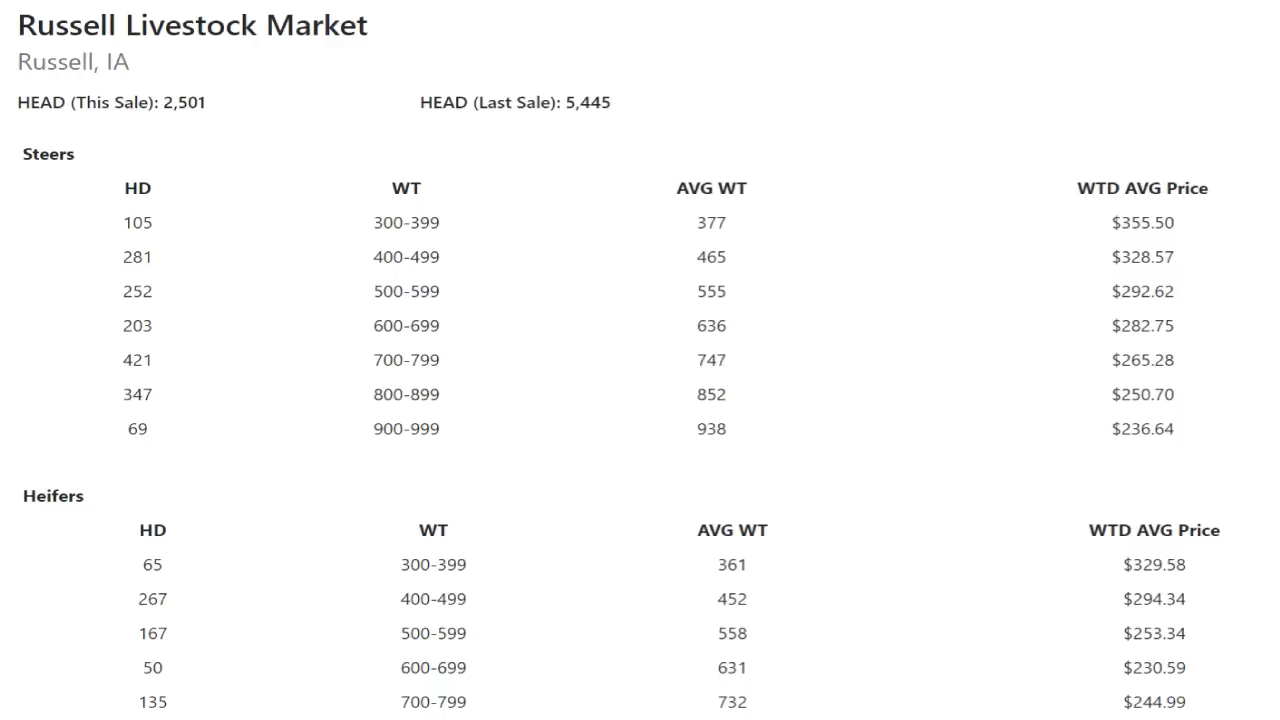 Russell Livestock Market
Russell, IA
HEAD (This Sale): 2,501 HEAD (Last Sale): 5,445
Steers
HD WT AVG WT WTD AVG Price
105 300-399 377 $355.50
281 400-499 465 $328.57
252 500-599 555 $292.62
203 600-699 636 $282.75
421 700-799 747 $265.28
347 800-899 852 $250.70
69 900-999 938 $236.64
Heifers
HD WT AVG WT WTD AVG Price
65 300-399 361 $329.58
267 400-499 452 $294.34
167 500-599 558 $253.34
50 600-699 631 $230.59
135 700-799 732 $244.99